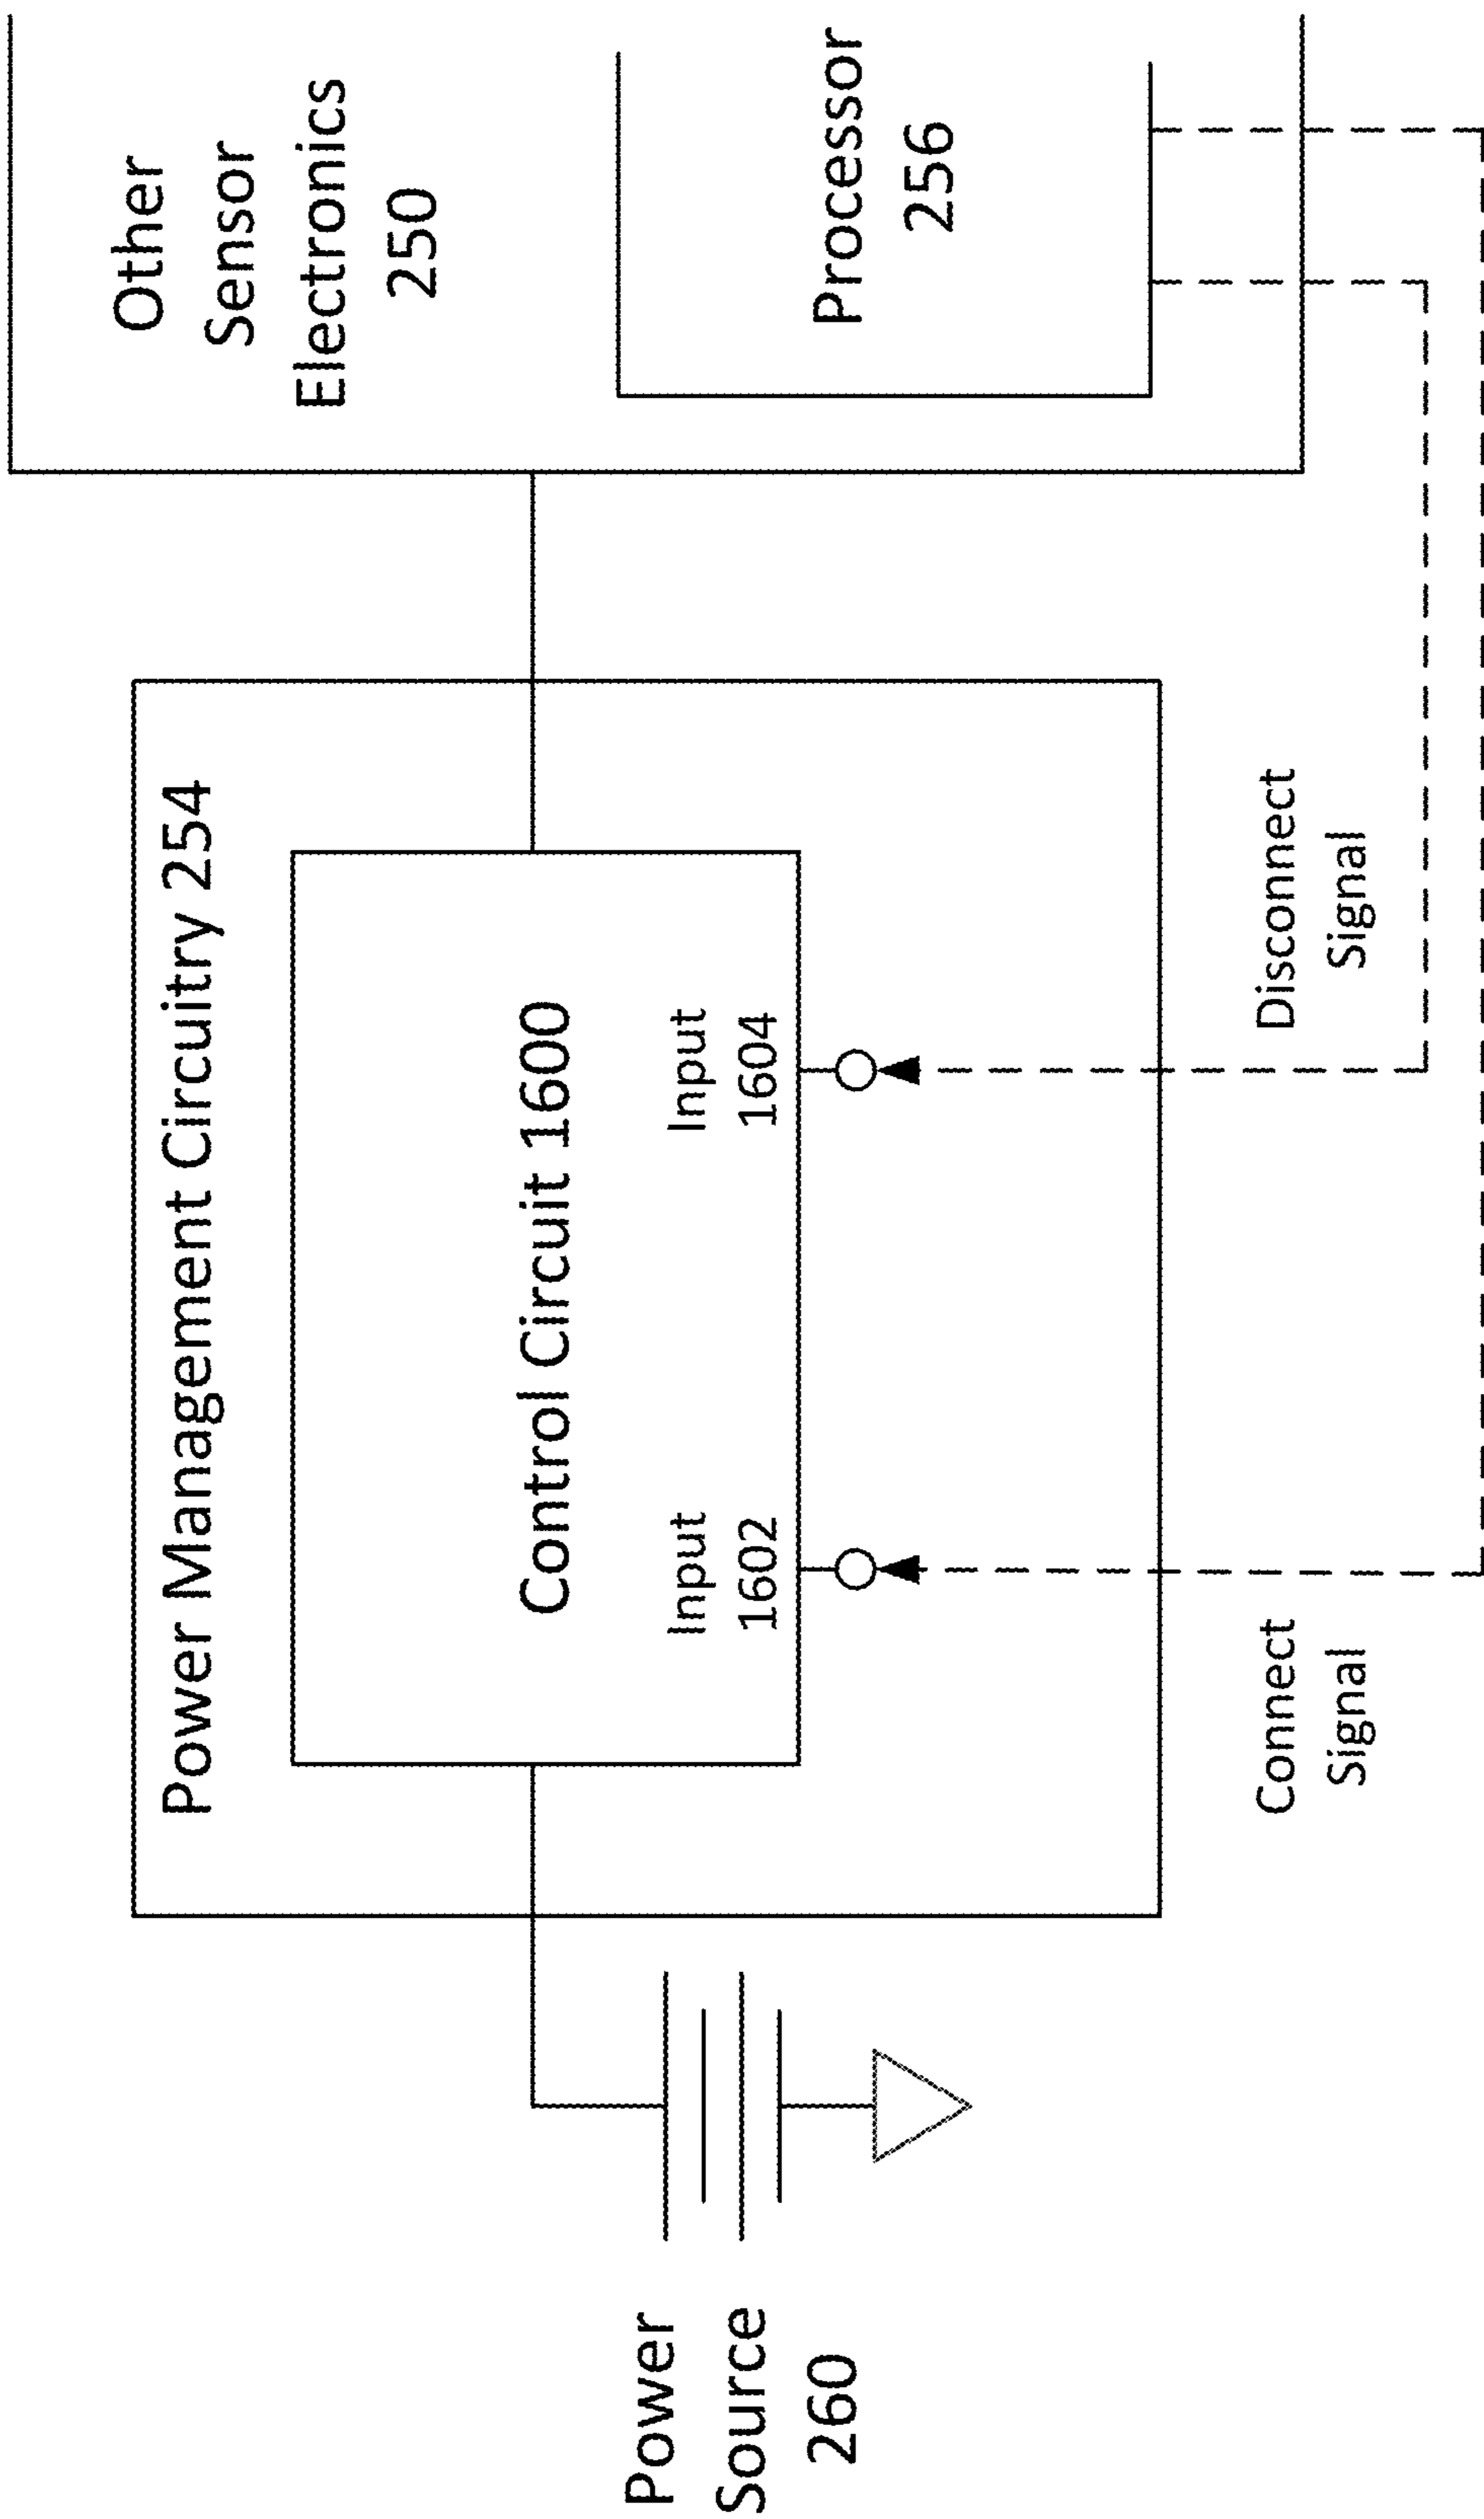 Power Management Circuitry 254
Control Circuit 1600
Input
1602
Input
1604
Power
Source
260
Connect
Signal
Disconnect
Signal
Other
Sensor
Electronics
250
Processor
256